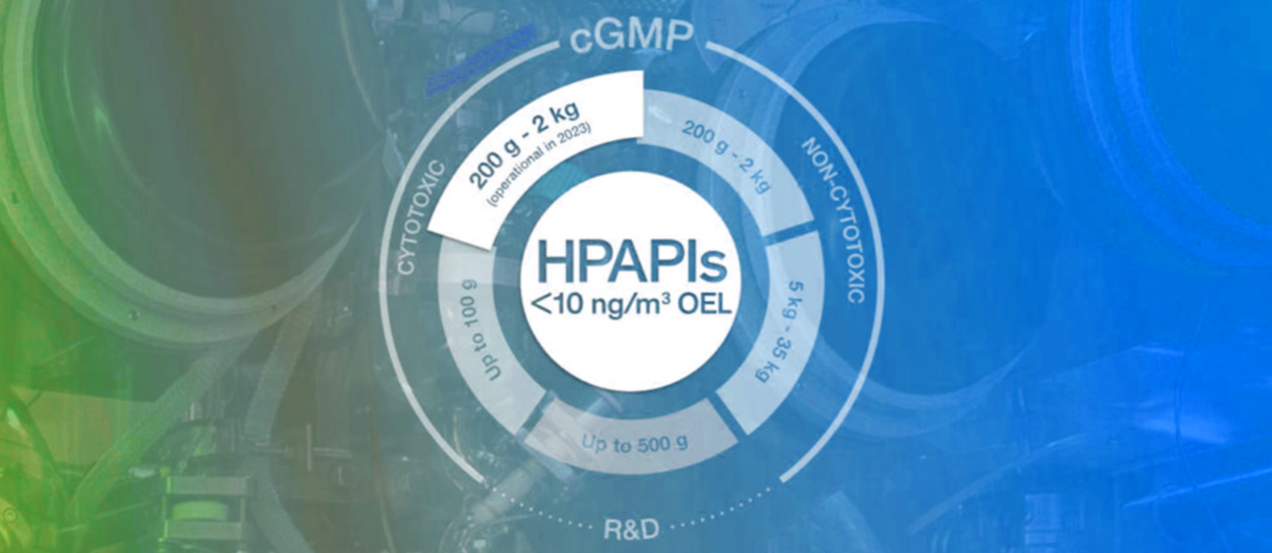 cGMP
CYTOTOXIC
NON-CYTOTOXIC
200 g - 2 kg
(operational in 2023)
200 g - 2 kg
Up to 100 g
5 kg - 35 kg
Up to 500 g
HPAPIs
<10 ng/m³ OEL
R&D